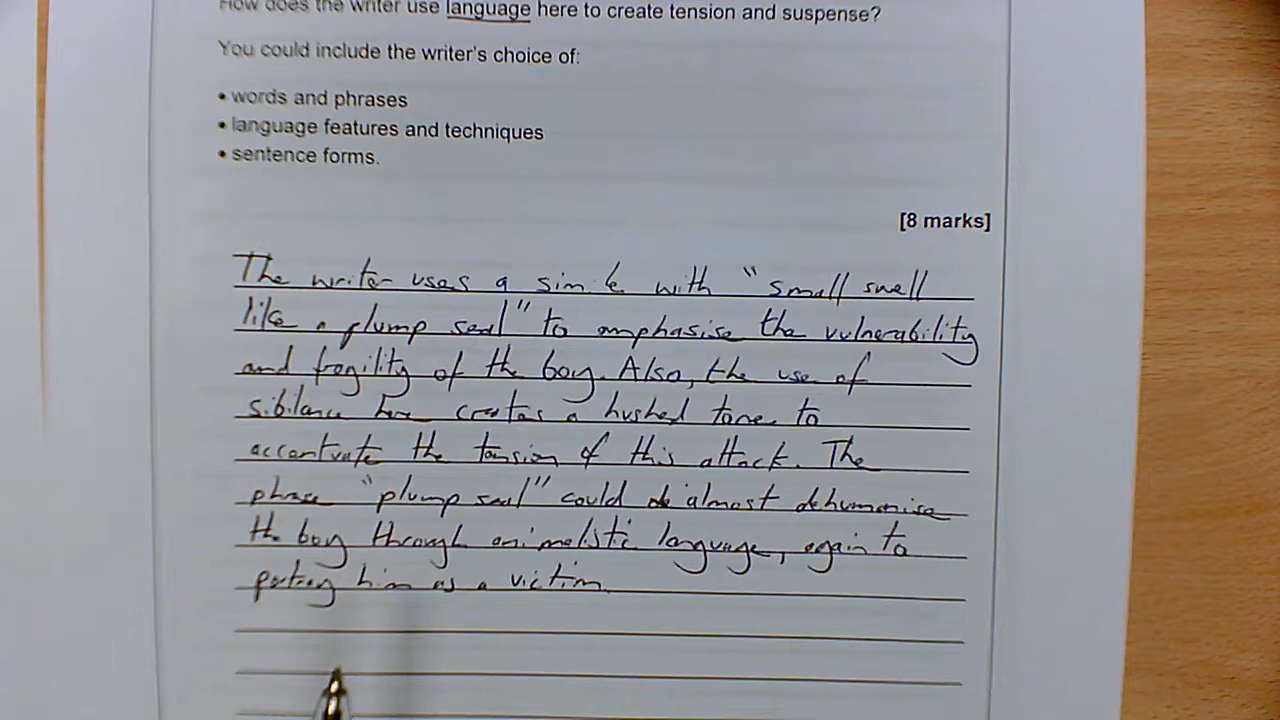 How does the writer use language here to create tension and suspense?
You could include the writer's choice of:
• words and phrases
• language features and techniques
• sentence forms.
[8 marks]
The writer uses a simile with "small swell
like a plump seal" to emphasise the vulnerability
and fragility of the boy. Also, the use of
sibilance here creates a hushed tone to
accentuate the tension of this attack. The
phrase "plump seal" could almost dehumanise
the boy through animalistic language, again to
portray him as a victim